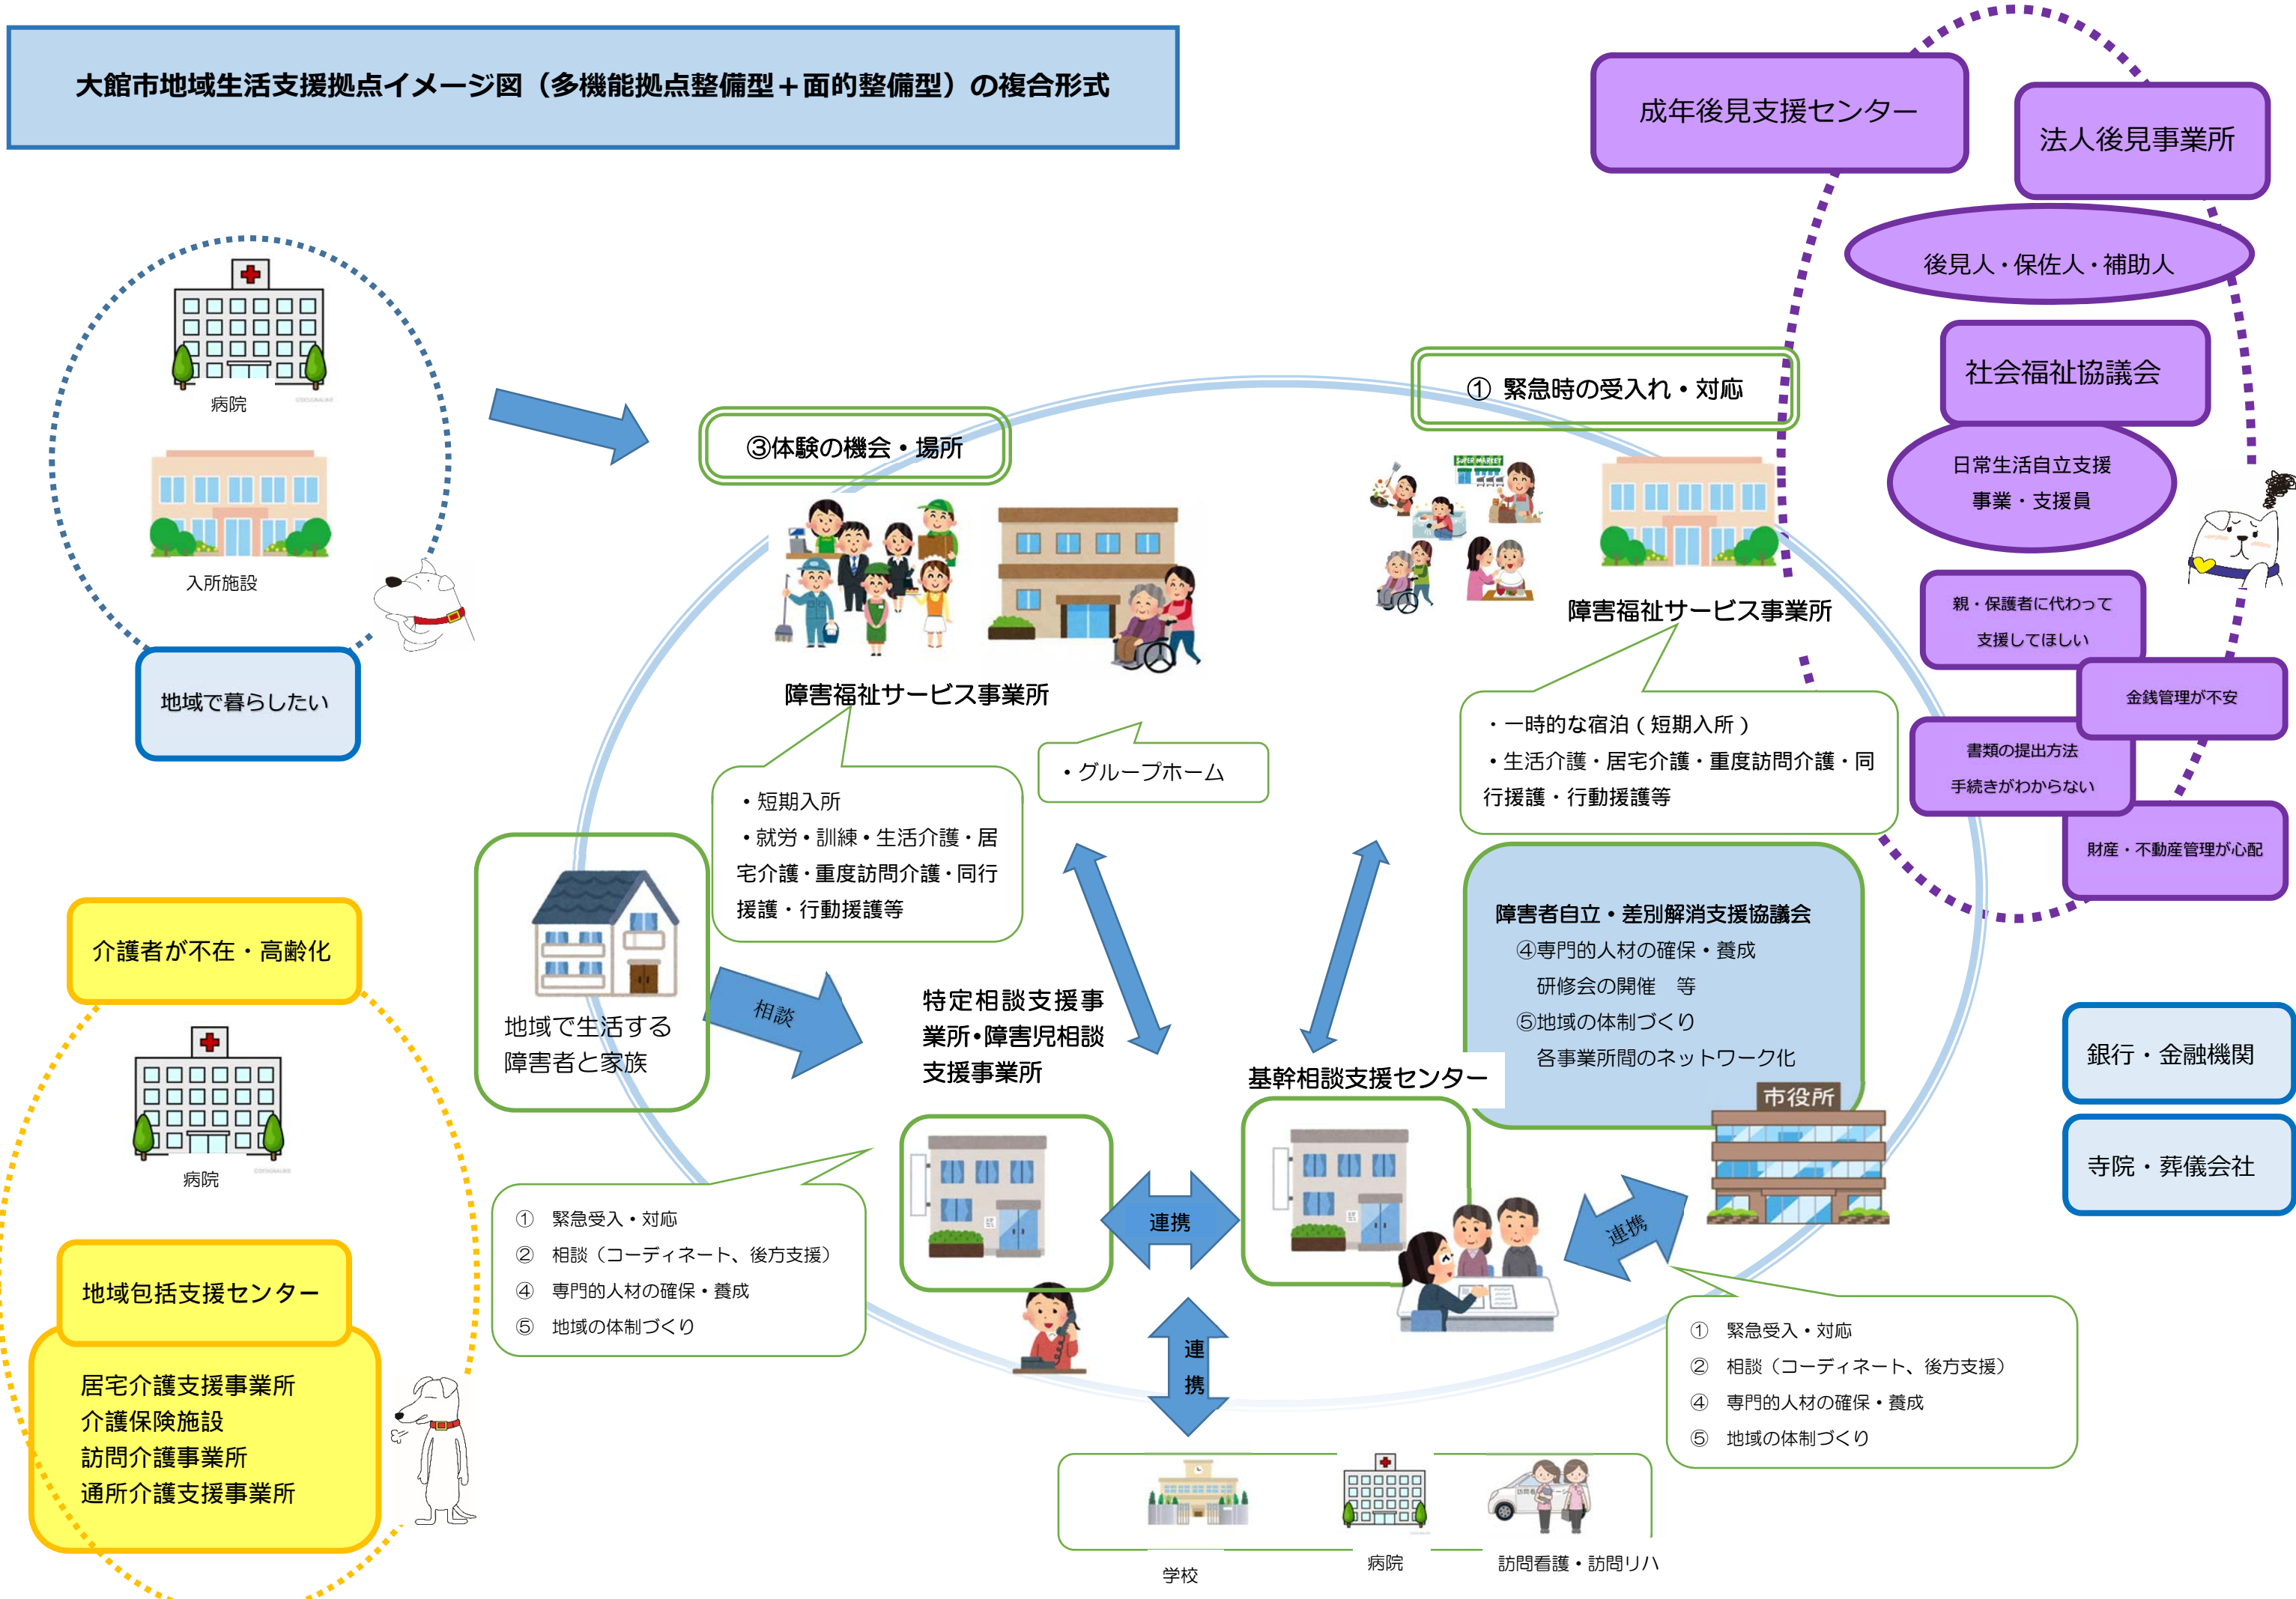 大館市地域生活支援拠点イメージ図（多機能拠点整備型＋面的整備型）の複合形式
成年後見支援センター
法人後見事業所
後見人・保佐人・補助人
社会福祉協議会
日常生活自立支援
事業・支援員
親・保護者に代わって
支援してほしい
金銭管理が不安
書類の提出方法
手続きがわからない
財産・不動産管理が心配
病院
入所施設
地域で暮らしたい
③体験の機会・場所
障害福祉サービス事業所
・短期入所
・就労・訓練・生活介護・居
宅介護・重度訪問介護・同行
援護・行動援護等
・グループホーム
① 緊急時の受入れ・対応
SUPER MARKET
障害福祉サービス事業所
・一時的な宿泊（短期入所）
・生活介護・居宅介護・重度訪問介護・同
行援護・行動援護等
障害者自立・差別解消支援協議会
④専門的人材の確保・養成
研修会の開催　等
⑤地域の体制づくり
各事業所間のネットワーク化
市役所
地域で生活する
障害者と家族
相談
特定相談支援事
業所・障害児相談
支援事業所
基幹相談支援センター
連携
連携
連
携
① 緊急受入・対応
② 相談（コーディネート、後方支援）
④ 専門的人材の確保・養成
⑤ 地域の体制づくり
① 緊急受入・対応
② 相談（コーディネート、後方支援）
④ 専門的人材の確保・養成
⑤ 地域の体制づくり
学校
病院
訪問看護・訪問リハ
介護者が不在・高齢化
病院
地域包括支援センター
居宅介護支援事業所
介護保険施設
訪問介護事業所
通所介護支援事業所
銀行・金融機関
寺院・葬儀会社